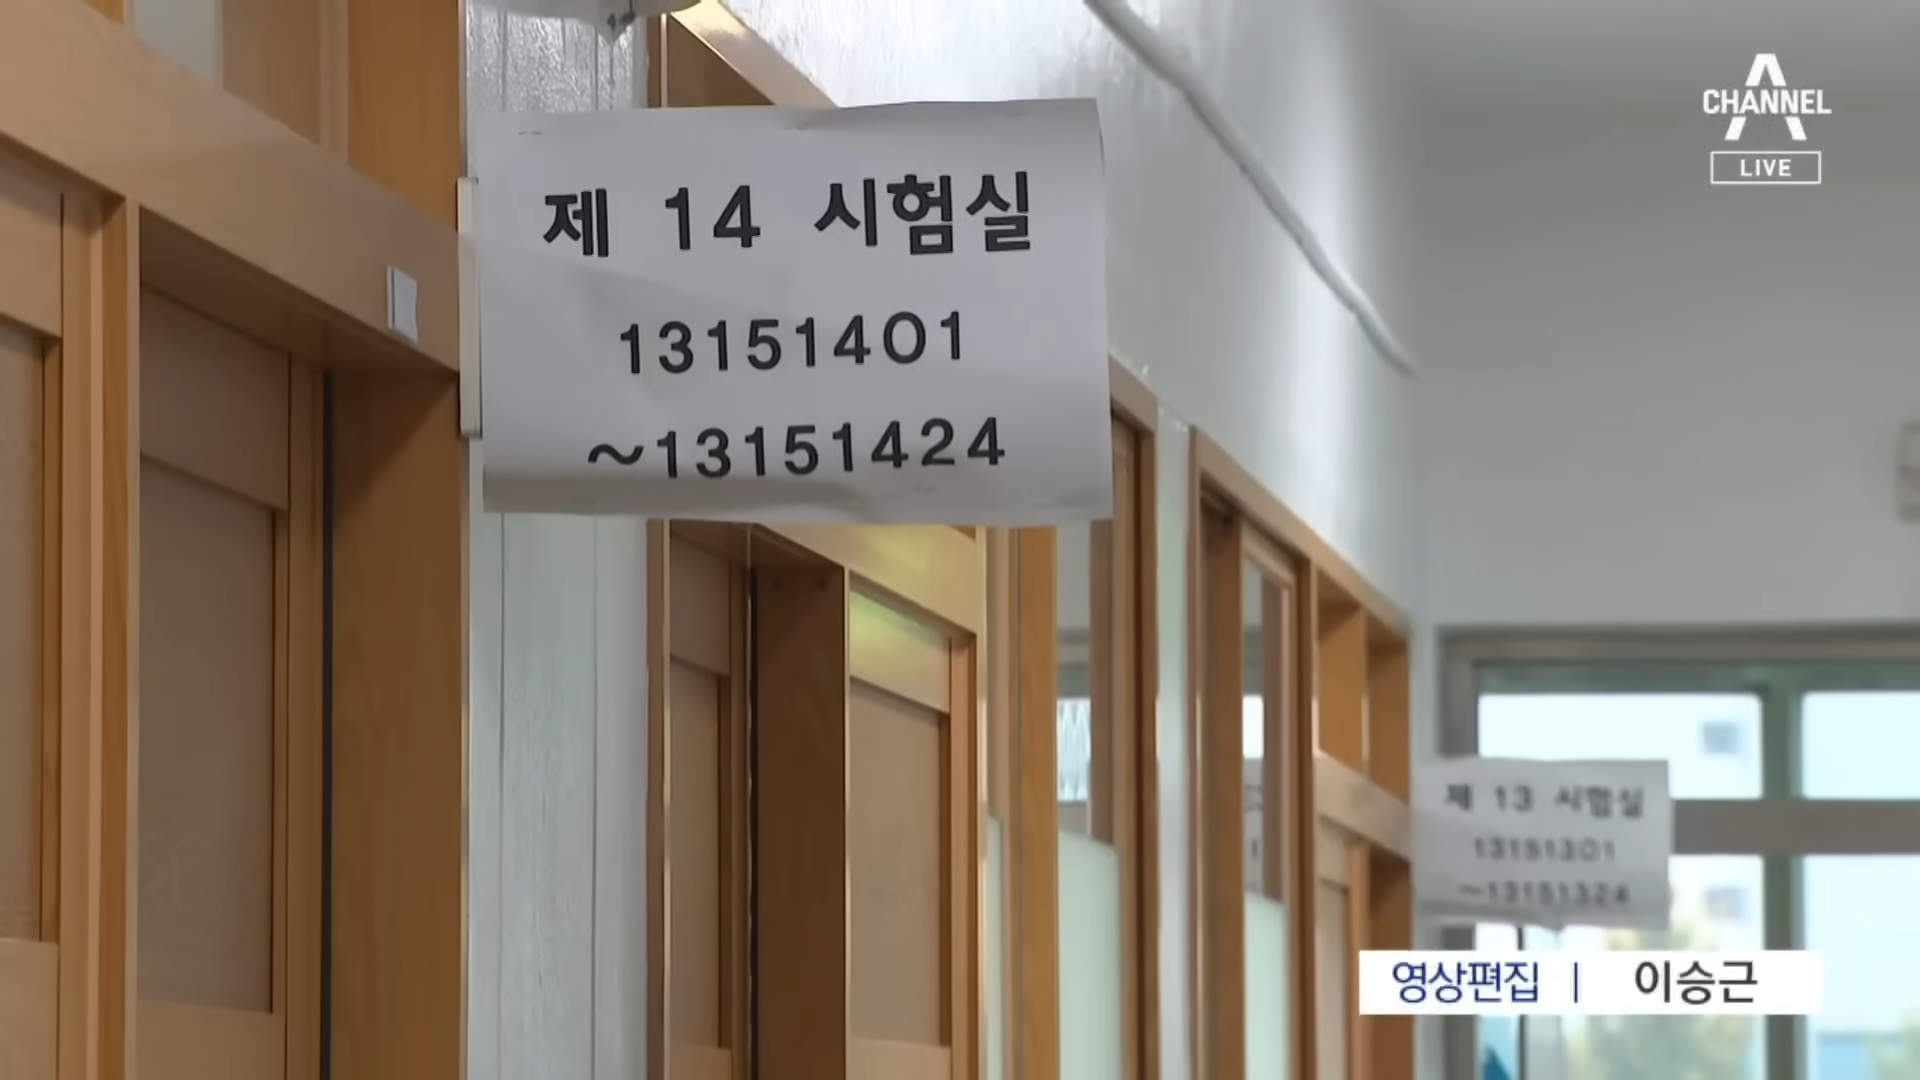 CHANNEL A
LIVE
제 14 시험실
13151401
~13151424
제 13 시험실
13151301
~13151324
영상편집 | 이승근